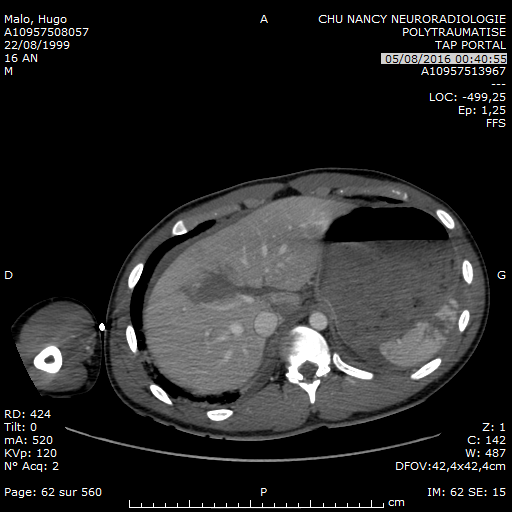 Malo, Hugo
A10957508057
22/08/1999
16 AN
M
A
CHU NANCY NEURORADIOLOGIE
POLYTRAUMATISE
TAP PORTAL
05/08/2016 00:40:55
A10957513967
---
LOC: -499,25
Ep: 1,25
FFS
D
G
RD: 424
Tilt: 0
mA: 520
KVp: 120
N° Acq: 2
Z: 1
C: 142
W: 487
DFOV:42,4x42,4cm
Page: 62 sur 560
P
IM: 62 SE: 15
cm